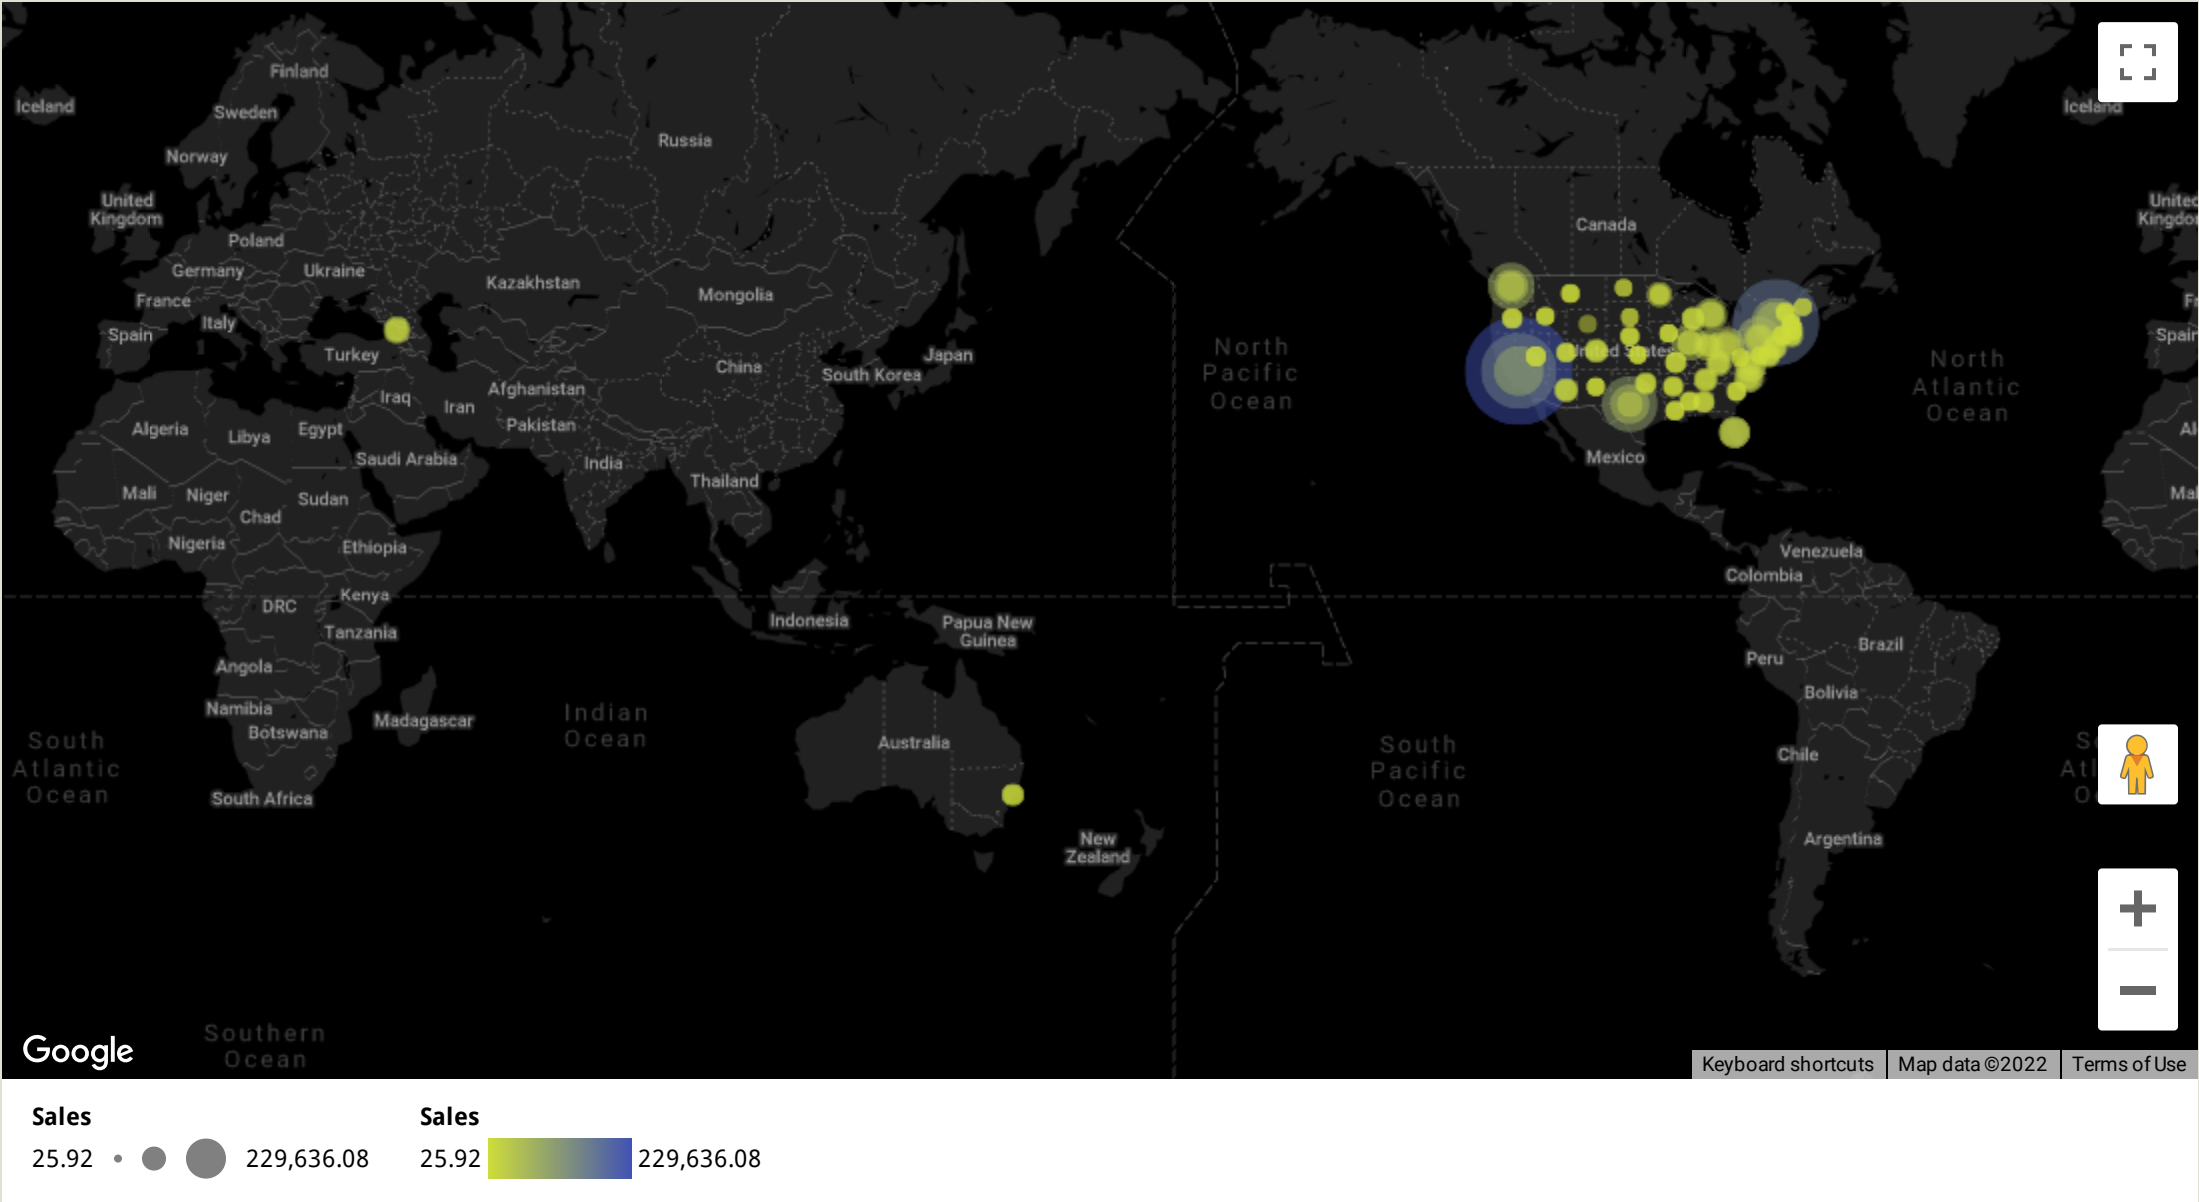 Finland
Iceland
Iceland
Sweden
Russia
Norway
United
Kingdom
Canada
Poland
Germany
Ukraine
Kazakhstan
Mongolia
France
Italy
Spain
Turkey
China
South Korea
Japan
North
Pacific
Ocean
United States
North
Atlantic
Ocean
Spain
Iraq
Iran
Afghanistan
Pakistan
Algeria
Libya
Egypt
Saudi Arabia
India
Thailand
Mexico
Mali
Niger
Chad
Sudan
Nigeria
Ethiopia
Venezuela
Colombia
DRC
Kenya
Tanzania
Indonesia
Papua New
Guinea
Brazil
Peru
Bolivia
Angola
Namibia
Botswana
Madagascar
South Africa
South
Atlantic
Ocean
Indian
Ocean
Australia
South
Pacific
Ocean
Chile
Argentina
New
Zealand
Southern
Ocean
Google
Keyboard shortcuts
Map data ©2022
Terms of Use
Sales
25.92
229,636.08
Sales
25.92
229,636.08